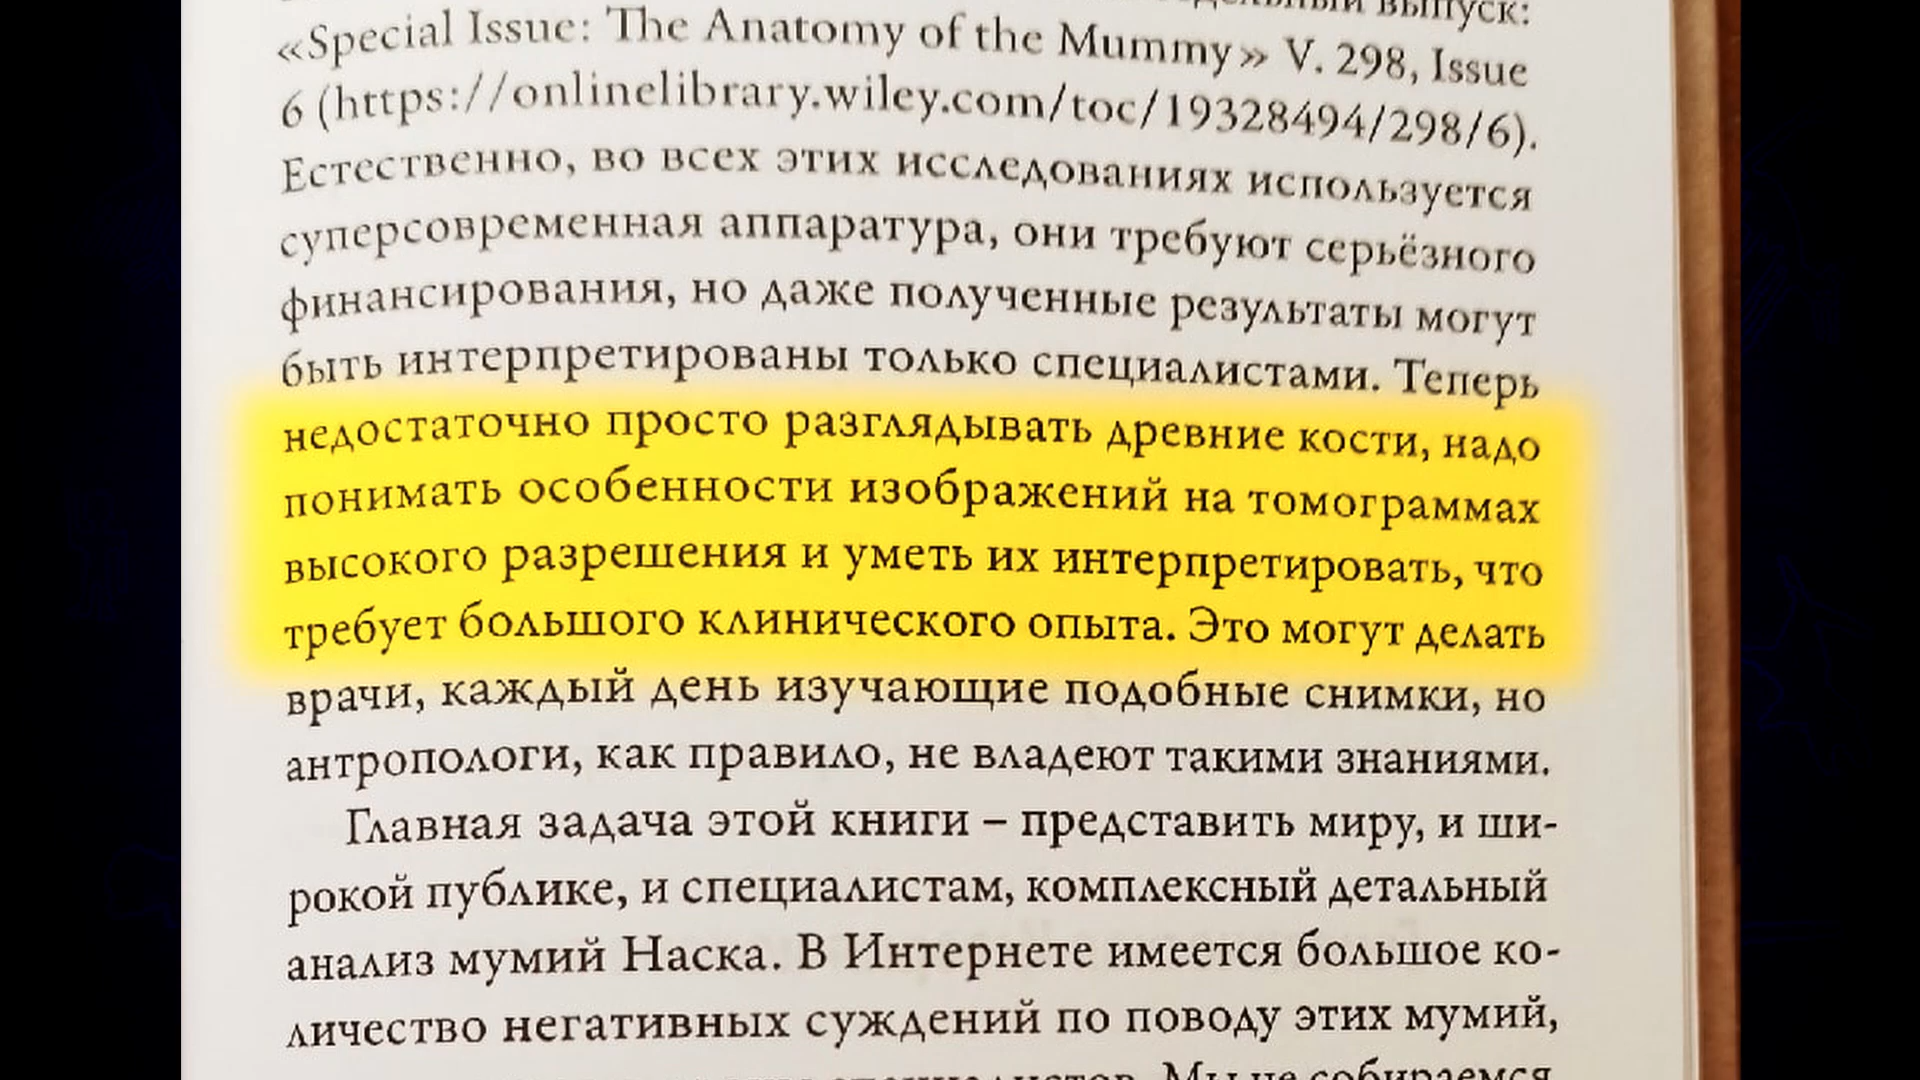 выпуск:
«Special Issue: The Anatomy of the Mummy» V. 298, Issue
6 (https://onlinelibrary.wiley.com/toc/19328494/298/6).
Естественно, во всех этих исследованиях используется
суперсовременная аппаратура, они требуют серьёзного
финансирования, но даже полученные результаты могут
быть интерпретированы только специалистами. Теперь
недостаточно просто разглядывать древние кости, надо
понимать особенности изображений на томограммах
высокого разрешения и уметь их интерпретировать, что
требует большого клинического опыта. Это могут делать
врачи, каждый день изучающие подобные снимки, но
антропологи, как правило, не владеют такими знаниями.
Главная задача этой книги – представить миру, и ши-
рокой публике, и специалистам, комплексный детальный
анализ мумий Наска. В Интернете имеется большое ко-
личество негативных суждений по поводу этих мумий,
Мы не собираемся